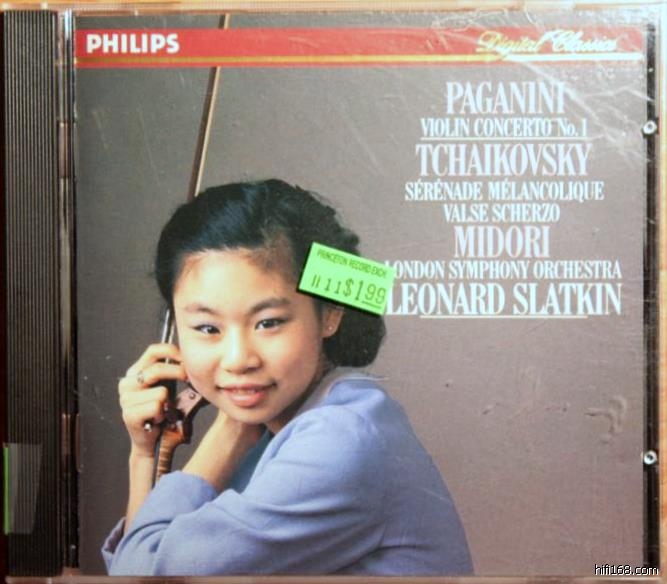 PHILIPS
Digital Classics
PAGANINI
VIOLIN CONCERTO No. 1
TCHAIKOVSKY
SÉRÉNADE MÉLANCOLIQUE
VALSE SCHERZO
MIDORI
LONDON SYMPHONY ORCHESTRA
LEONARD SLATKIN
PRINCETON RECORD EXCH.
11 11 $1.99
hifi168.com